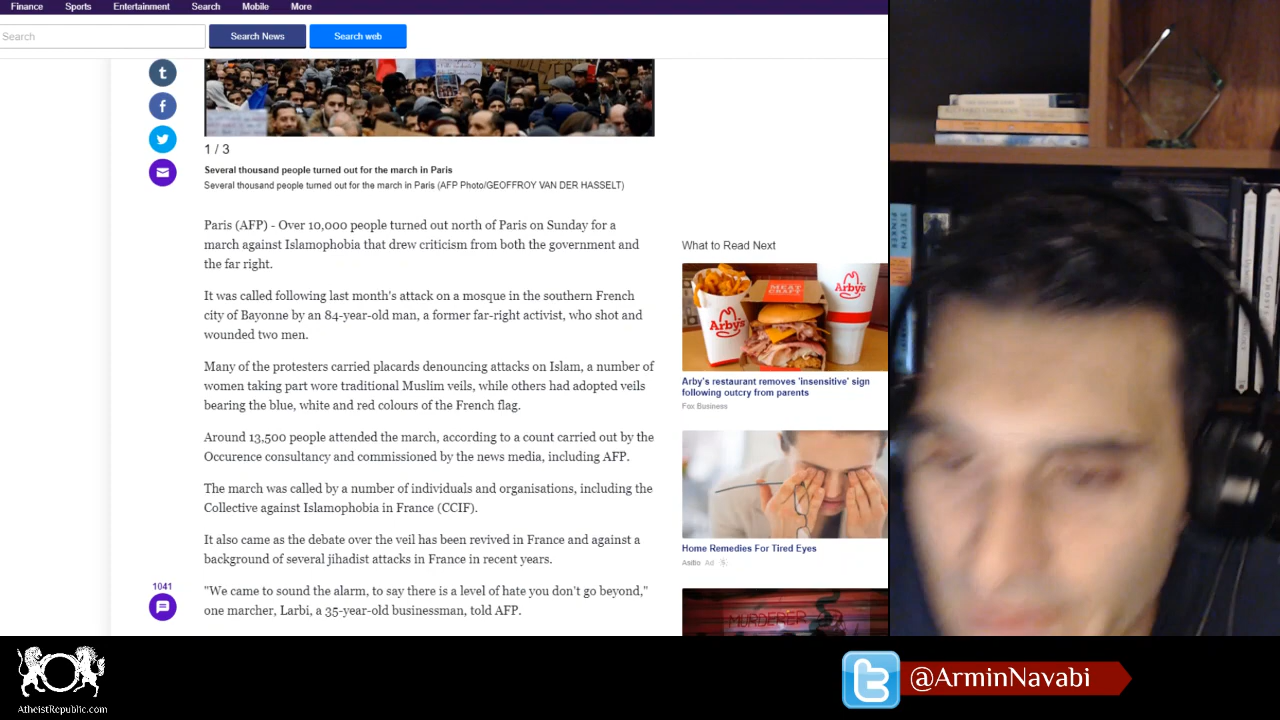 Finance Sports Entertainment Search Mobile More
Search Search News Search web
1 / 3
Several thousand people turned out for the march in Paris
Several thousand people turned out for the march in Paris (AFP Photo/GEOFFROY VAN DER HASSELT)
Paris (AFP) - Over 10,000 people turned out north of Paris on Sunday for a
march against Islamophobia that drew criticism from both the government and
the far right.
It was called following last month's attack on a mosque in the southern French
city of Bayonne by an 84-year-old man, a former far-right activist, who shot and
wounded two men.
Many of the protesters carried placards denouncing attacks on Islam, a number of
women taking part wore traditional Muslim veils, while others had adopted veils
bearing the blue, white and red colours of the French flag.
Around 13,500 people attended the march, according to a count carried out by the
Occurence consultancy and commissioned by the news media, including AFP.
The march was called by a number of individuals and organisations, including the
Collective against Islamophobia in France (CCIF).
It also came as the debate over the veil has been revived in France and against a
background of several jihadist attacks in France in recent years.
"We came to sound the alarm, to say there is a level of hate you don't go beyond,"
one marcher, Larbi, a 35-year-old businessman, told AFP.
1041
What to Read Next
Arby's
MEAT
CRAFT
Arby's
Arby's restaurant removes 'insensitive' sign
following outcry from parents
Fox Business
Home Remedies For Tired Eyes
Asitio Ad
MURDERER
STEVEN
AtheistRepublic.com
@ArminNavabi